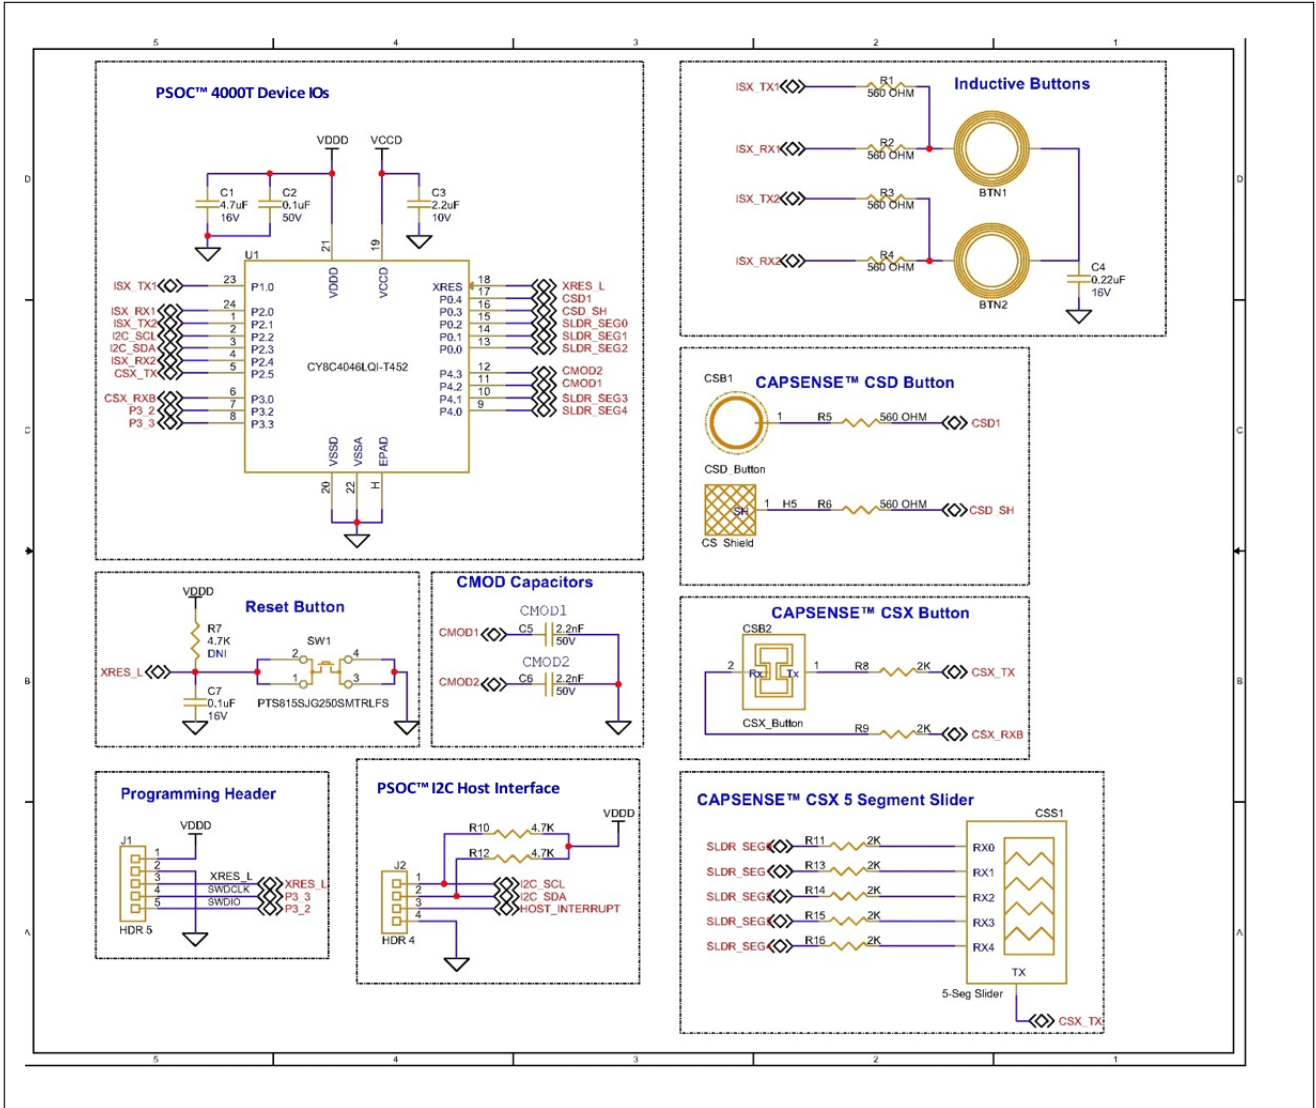 5 4 3 2 1
D
C
B
A
PSOC™ 4000T Device IOs
VDDD
VCCD
C1
4.7uF
16V
C2
0.1uF
50V
C3
2.2uF
10V
21
19
U1
VDDD
VCCD
ISX_TX1 23 P1.0
ISX_RX1 24 P2.0
ISX_TX2 1 P2.1
I2C_SCL 2 P2.2
I2C_SDA 3 P2.3
ISX_RX2 4 P2.4
CSX_TX 5 P2.5
CSX_RXB 6 P3.0
P3_2 7 P3.2
P3_3 8 P3.3
CY8C4046LQI-T452
XRES 18 XRES_L
P0.4 17 CSD1
P0.3 16 CSD_SH
P0.2 15 SLDR_SEG0
P0.1 14 SLDR_SEG1
P0.0 13 SLDR_SEG2
P4.3 12 CMOD2
P4.2 11 CMOD1
P4.1 10 SLDR_SEG3
P4.0 9 SLDR_SEG4
VSSD
VSSA
EPAD
20
22
H
Inductive Buttons
ISX_TX1 R1
560 OHM
ISX_RX1 R2
560 OHM
BTN1
ISX_TX2 R3
560 OHM
ISX_RX2 R4
560 OHM
BTN2
C4
0.22uF
16V
CAPSENSE™ CSD Button
CSB1
1 R5 560 OHM CSD1
CSD_Button
SH 1 H5 R6 560 OHM CSD_SH
CS_Shield
Reset Button
VDDD
R7
4.7K
DNI
XRES_L
SW1
2 4
1 3
PTS815SJG250SMTRLFS
C7
0.1uF
16V
CMOD Capacitors
CMOD1
CMOD1 C5 2.2nF
50V
CMOD2
CMOD2 C6 2.2nF
50V
CAPSENSE™ CSX Button
CSB2
2 Rx Tx 1 R8 2K CSX_TX
CSX_Button
R9 2K CSX_RXB
Programming Header
VDDD
J1
1
2
3 XRES_L XRES_L
4 SWDCLK P3_3
5 SWDIO P3_2
HDR 5
PSOC™ I2C Host Interface
VDDD
R10 4.7K
R12 4.7K
J2
1 I2C_SCL
2 I2C_SDA
3 HOST_INTERRUPT
4
HDR 4
CAPSENSE™ CSX 5 Segment Slider
CSS1
SLDR_SEG R11 2K RX0
SLDR_SEG R13 2K RX1
SLDR_SEG R14 2K RX2
SLDR_SEG R15 2K RX3
SLDR_SEG R16 2K RX4
TX
5-Seg Slider
CSX_TX
D
C
B
A
5 4 3 2 1